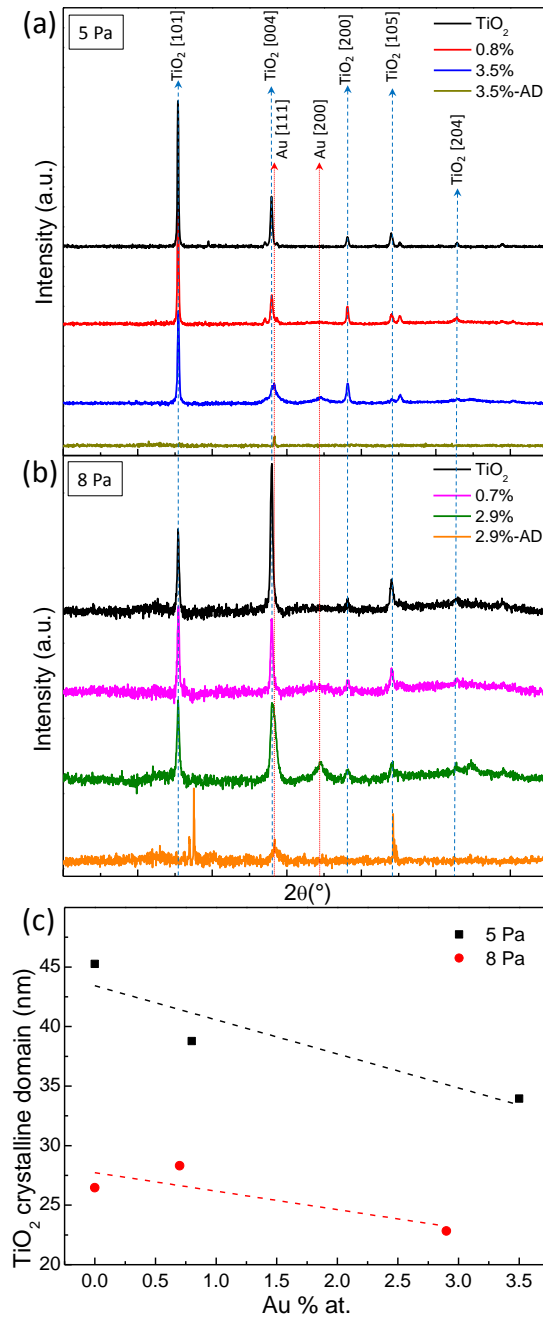 (a)
5 Pa
TiO2 [101]
TiO2 [004]
Au [111]
Au [200]
TiO2 [200]
TiO2 [105]
TiO2 [204]
TiO2
0.8%
3.5%
3.5%-AD
Intensity (a.u.)
(b)
8 Pa
TiO2
0.7%
2.9%
2.9%-AD
Intensity (a.u.)
2θ(°)
(c)
5 Pa
8 Pa
TiO2 crystalline domain (nm)
45
40
35
30
25
20
0.0 0.5 1.0 1.5 2.0 2.5 3.0 3.5
Au % at.